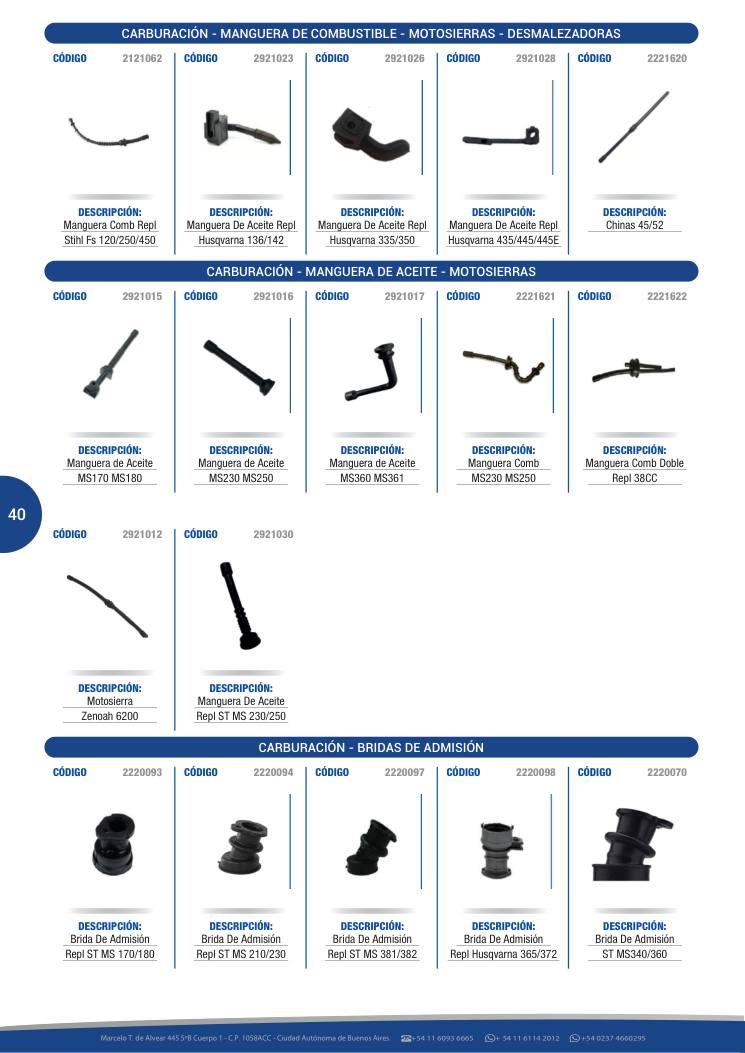 CARBURACIÓN - MANGUERA DE COMBUSTIBLE - MOTOSIERRAS - DESMALEZADORAS
CÓDIGO 2121062
DESCRIPCIÓN:
Manguera Comb Repl
Stihl Fs 120/250/450
CÓDIGO 2921023
DESCRIPCIÓN:
Manguera De Aceite Repl
Husqvarna 136/142
CÓDIGO 2921026
DESCRIPCIÓN:
Manguera De Aceite Repl
Husqvarna 335/350
CÓDIGO 2921028
DESCRIPCIÓN:
Manguera De Aceite Repl
Husqvarna 435/445/445E
CÓDIGO 2221620
DESCRIPCIÓN:
Chinas 45/52
CARBURACIÓN - MANGUERA DE ACEITE - MOTOSIERRAS
CÓDIGO 2921015
DESCRIPCIÓN:
Manguera de Aceite
MS170 MS180
CÓDIGO 2921016
DESCRIPCIÓN:
Manguera de Aceite
MS230 MS250
CÓDIGO 2921017
DESCRIPCIÓN:
Manguera de Aceite
MS360 MS361
CÓDIGO 2221621
DESCRIPCIÓN:
Manguera Comb
MS230 MS250
CÓDIGO 2221622
DESCRIPCIÓN:
Manguera Comb Doble
Repl 38CC
40
CÓDIGO 2921012
DESCRIPCIÓN:
Motosierra
Zenoah 6200
CÓDIGO 2921030
DESCRIPCIÓN:
Manguera De Aceite
Repl ST MS 230/250
CARBURACIÓN - BRIDAS DE ADMISIÓN
CÓDIGO 2220093
DESCRIPCIÓN:
Brida De Admisión
Repl ST MS 170/180
CÓDIGO 2220094
DESCRIPCIÓN:
Brida De Admisión
Repl ST MS 210/230
CÓDIGO 2220097
DESCRIPCIÓN:
Brida De Admisión
Repl ST MS 381/382
CÓDIGO 2220098
DESCRIPCIÓN:
Brida De Admisión
Repl Husqvarna 365/372
CÓDIGO 2220070
DESCRIPCIÓN:
Brida De Admisión
ST MS340/360
Marcelo T. de Alvear 445 5ºB Cuerpo 1 - C.P. 1058ACC - Ciudad Autónoma de Buenos Aires. +54 11 6093 6665 + 54 11 6114 2012 +54 0237 4660295